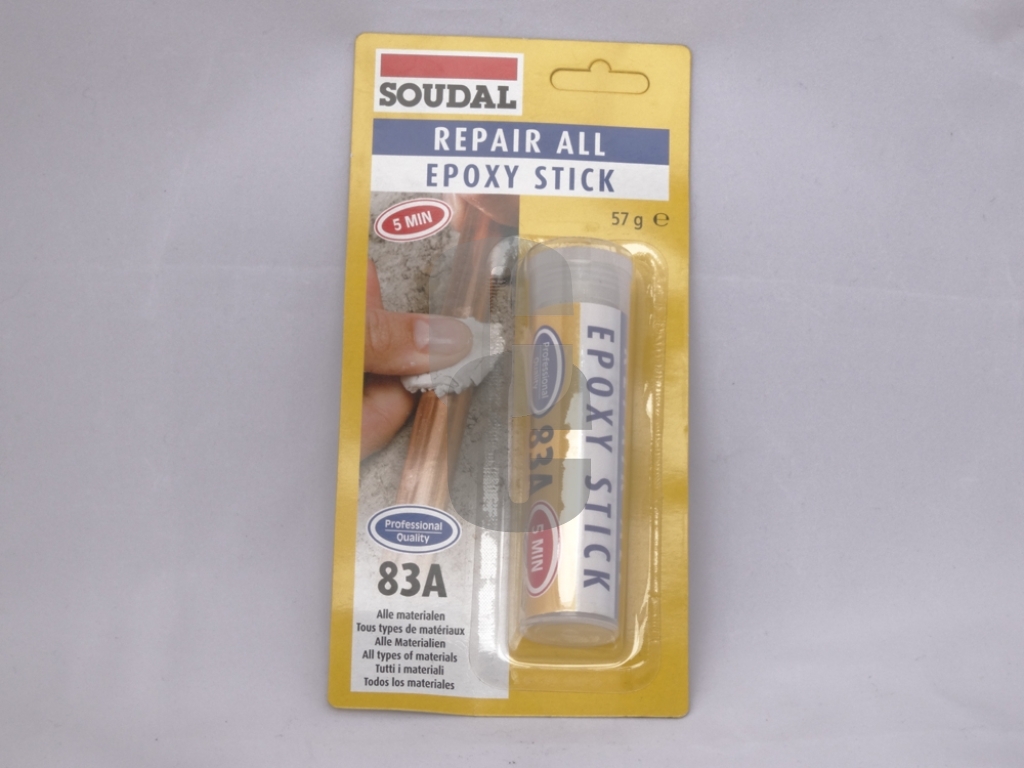 SOUDAL
REPAIR ALL
EPOXY STICK
57 g ℮
5 MIN
EPOXY STICK
Professional
83A
5 MIN
Professional
Quality
83A
Alle materialen
Tous types de matériaux
Alle Materialien
All types of materials
Tutti i materiali
Todos los materiales